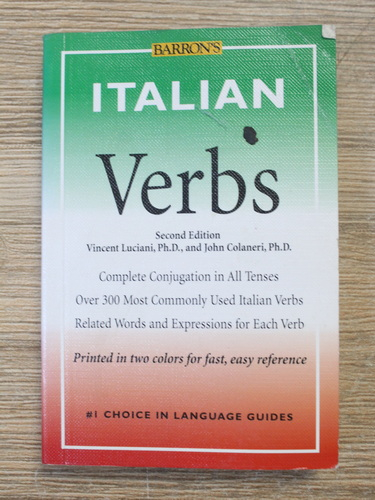 BARRON'S
ITALIAN
Verbs
Second Edition
Vincent Luciani, Ph.D., and John Colaneri, Ph.D.
Complete Conjugation in All Tenses
Over 300 Most Commonly Used Italian Verbs
Related Words and Expressions for Each Verb
Printed in two colors for fast, easy reference
#1 CHOICE IN LANGUAGE GUIDES